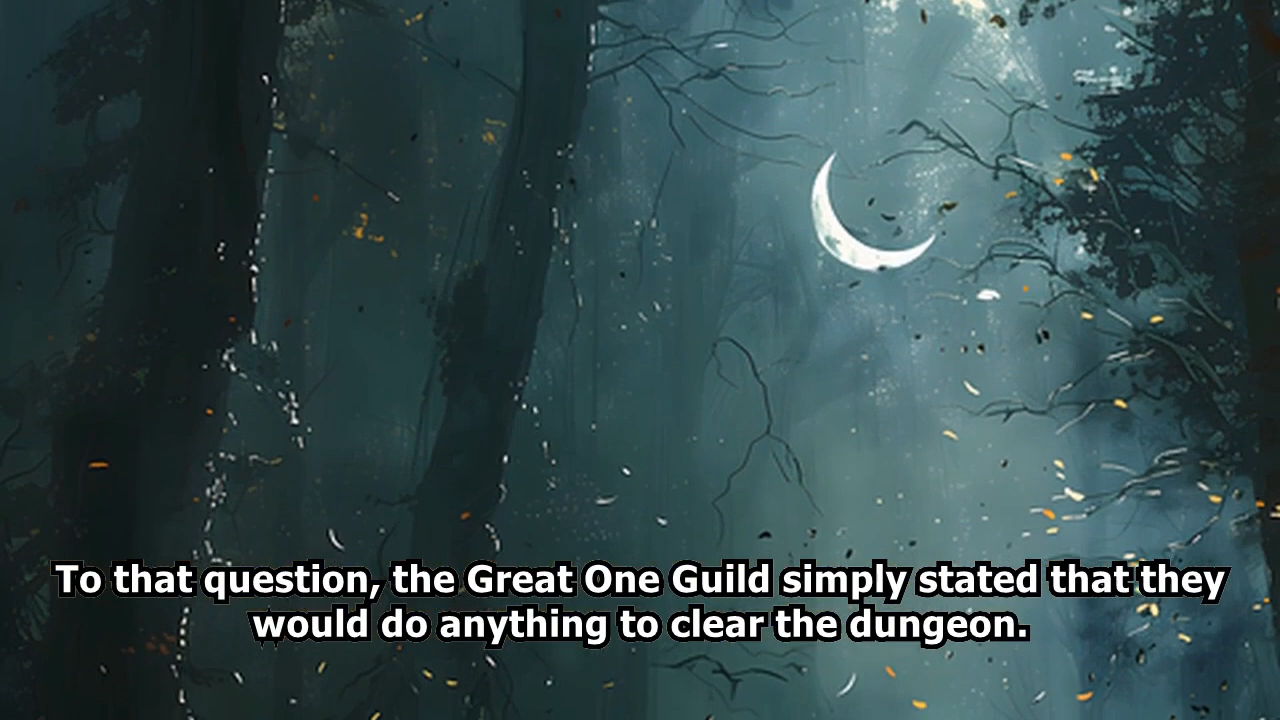 To that question, the Great One Guild simply stated that they
would do anything to clear the dungeon.